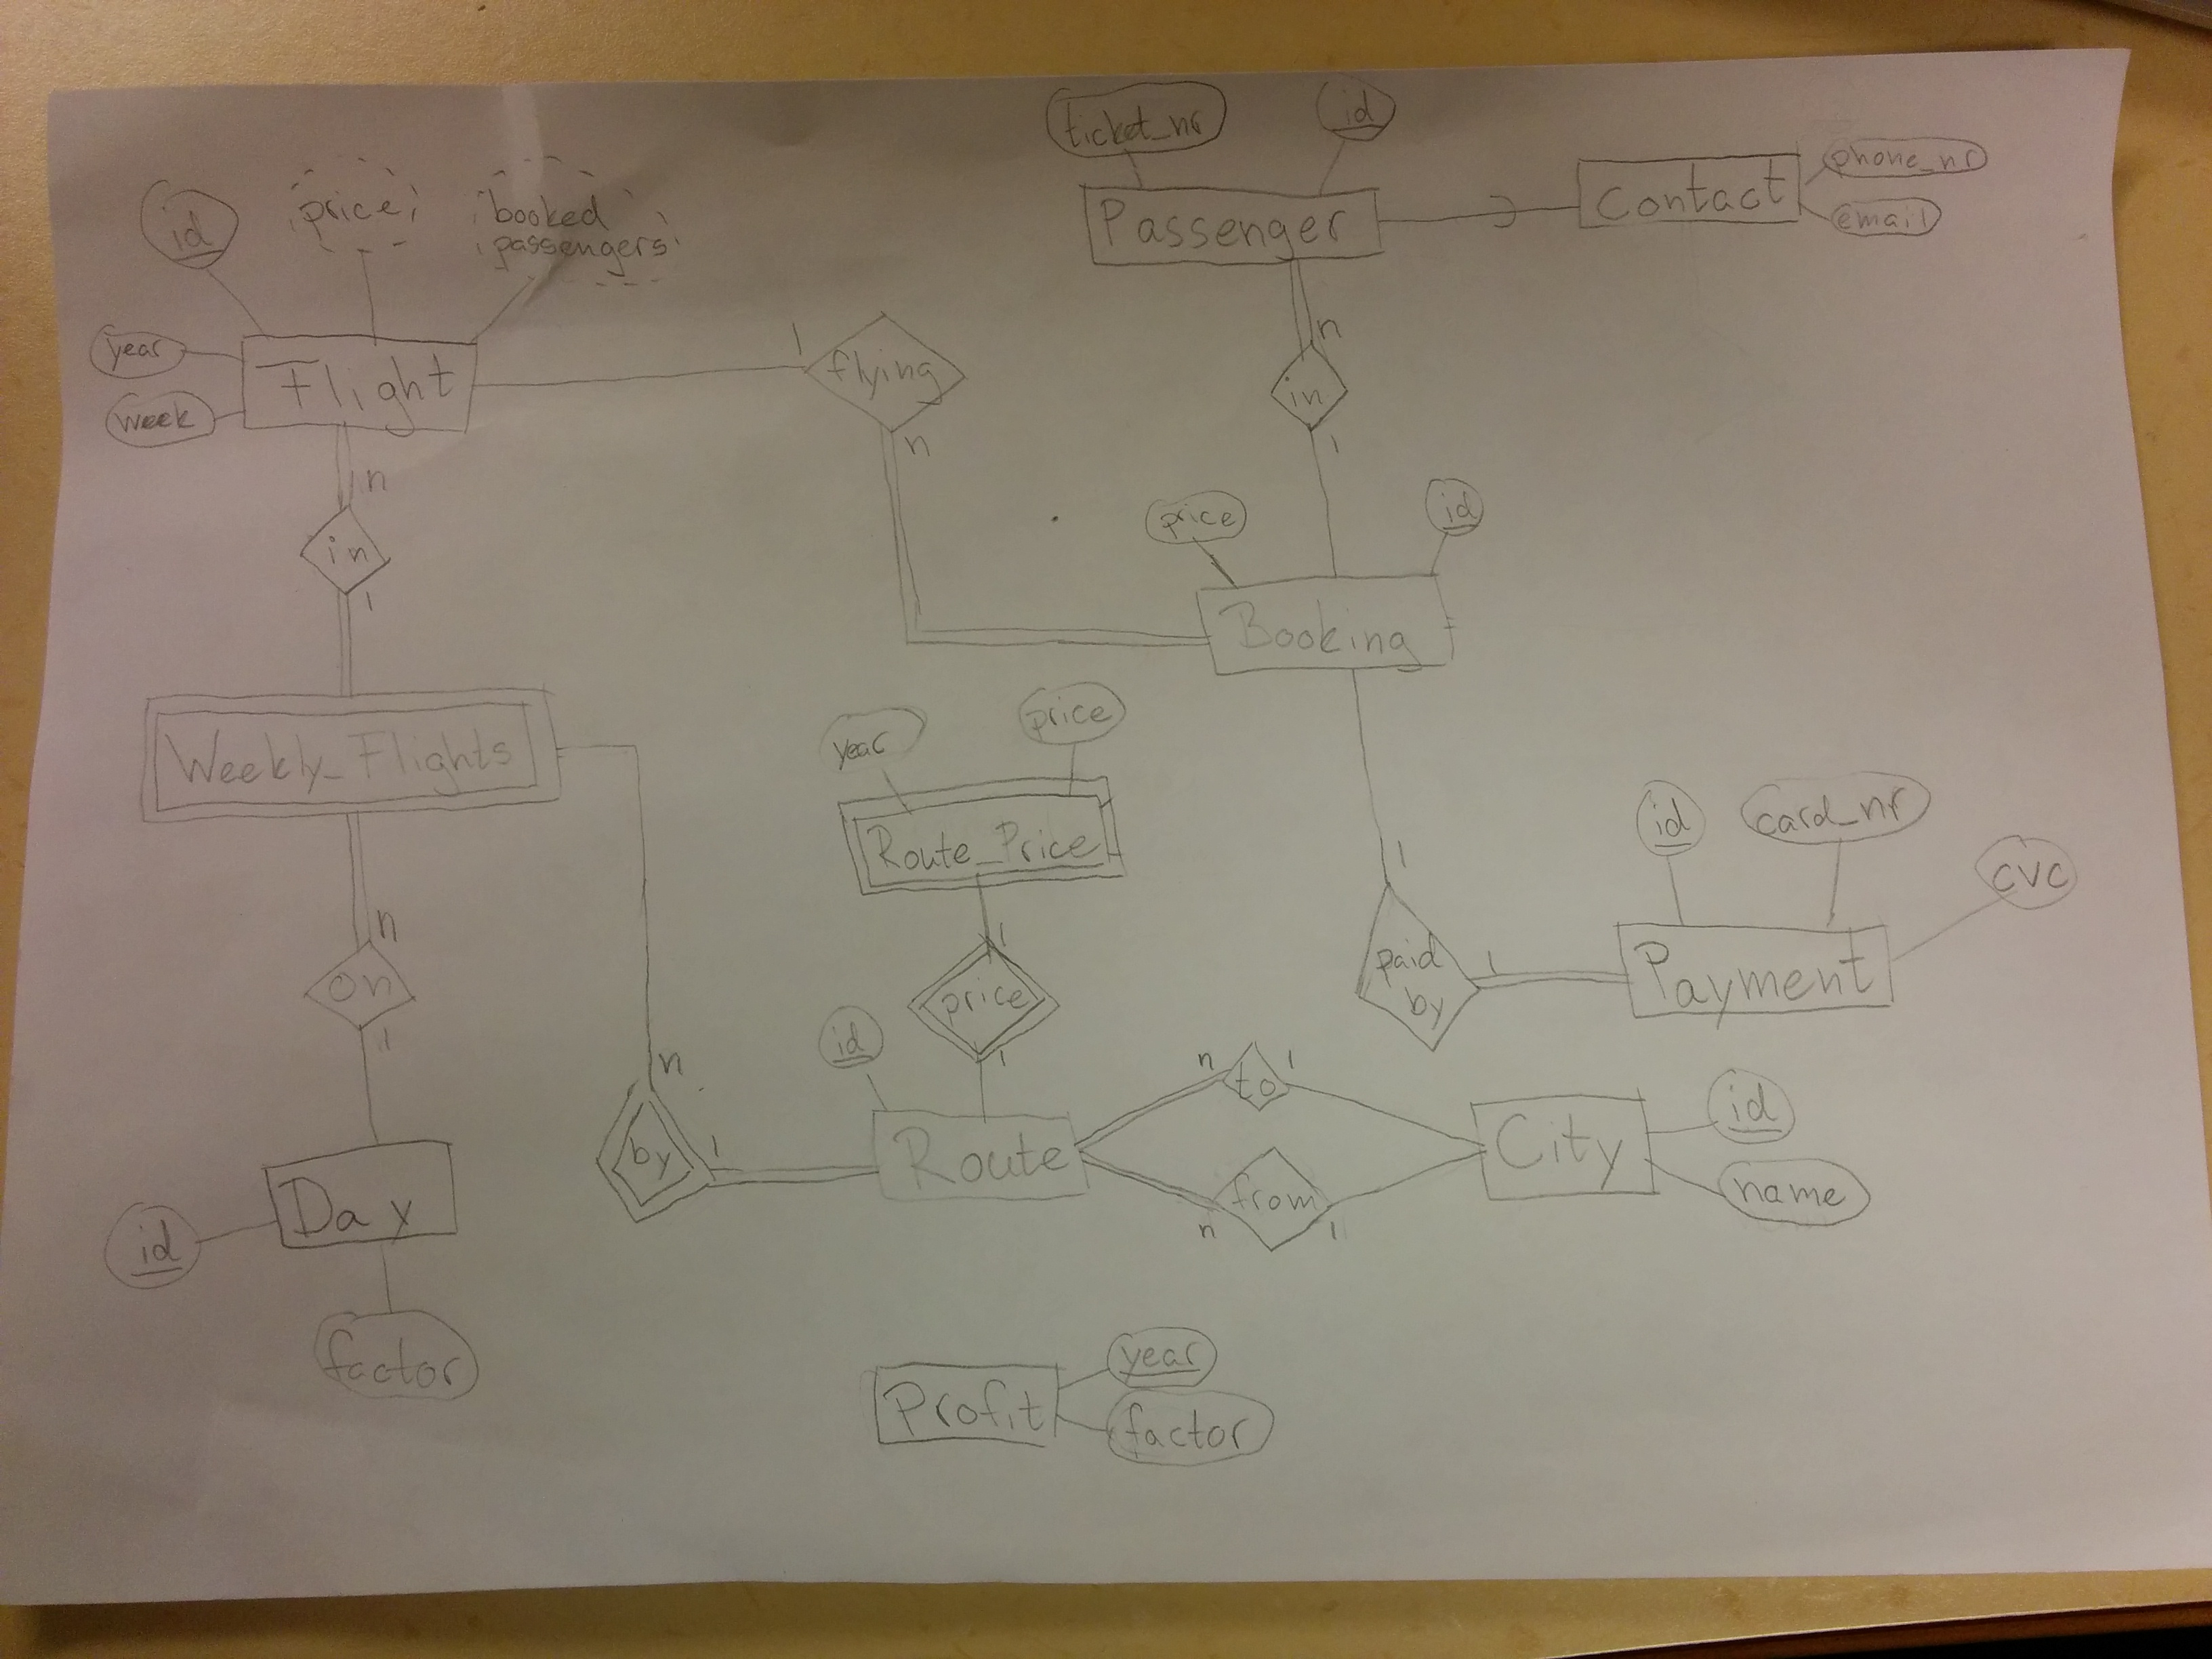 ticket_nr
id
phone_nr
Contact
email
Passenger
id
price
booked
passengers
year
Flight
week
1
flying
n
n
in
1
n
in
1
price
id
Booking
Weekly_Flights
year
price
Route_Price
1
price
1
1
paid
by
1
id
card_nr
cvc
Payment
n
on
1
n
by
1
id
Route
n
to
1
n
from
1
City
id
name
Day
id
factor
Profit
year
factor